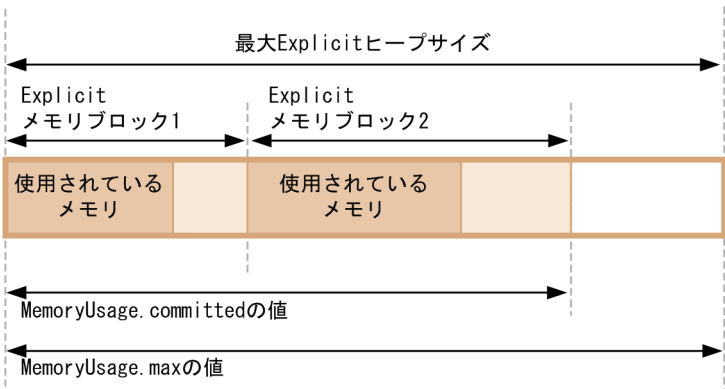 最大Explicitヒープサイズ
Explicit
メモリブロック1
Explicit
メモリブロック2
使用されている
メモリ
使用されている
メモリ
MemoryUsage.committedの値
MemoryUsage.maxの値